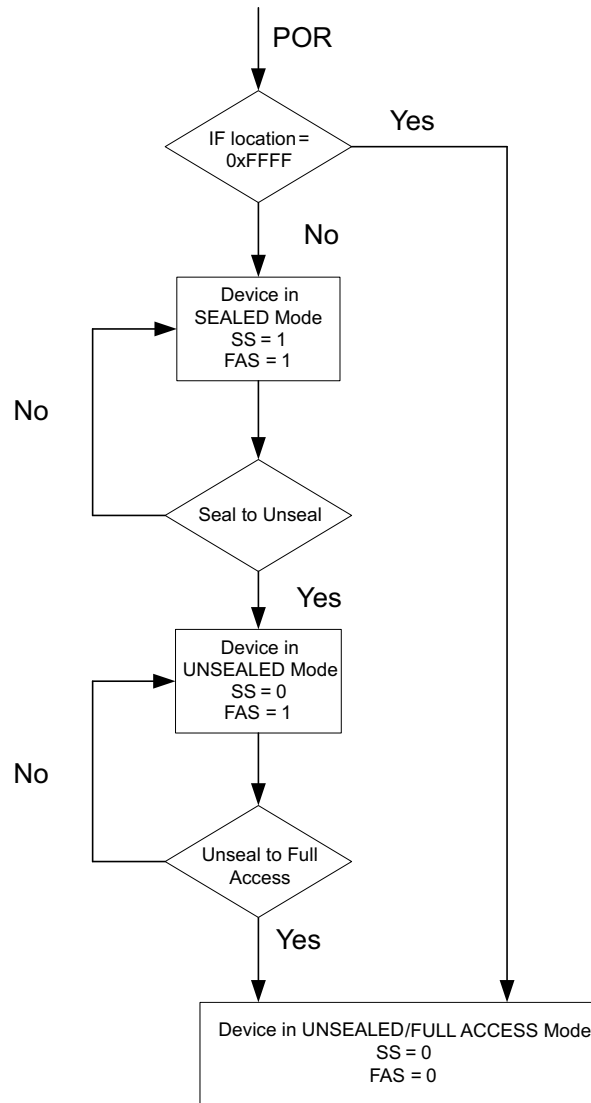 POR
IF location =
0xFFFF
Yes
No
Device in
SEALED Mode
SS = 1
FAS = 1
No
Seal to Unseal
Yes
Device in
UNSEALED Mode
SS = 0
FAS = 1
No
Unseal to Full
Access
Yes
Device in UNSEALED/FULL ACCESS Mode
SS = 0
FAS = 0